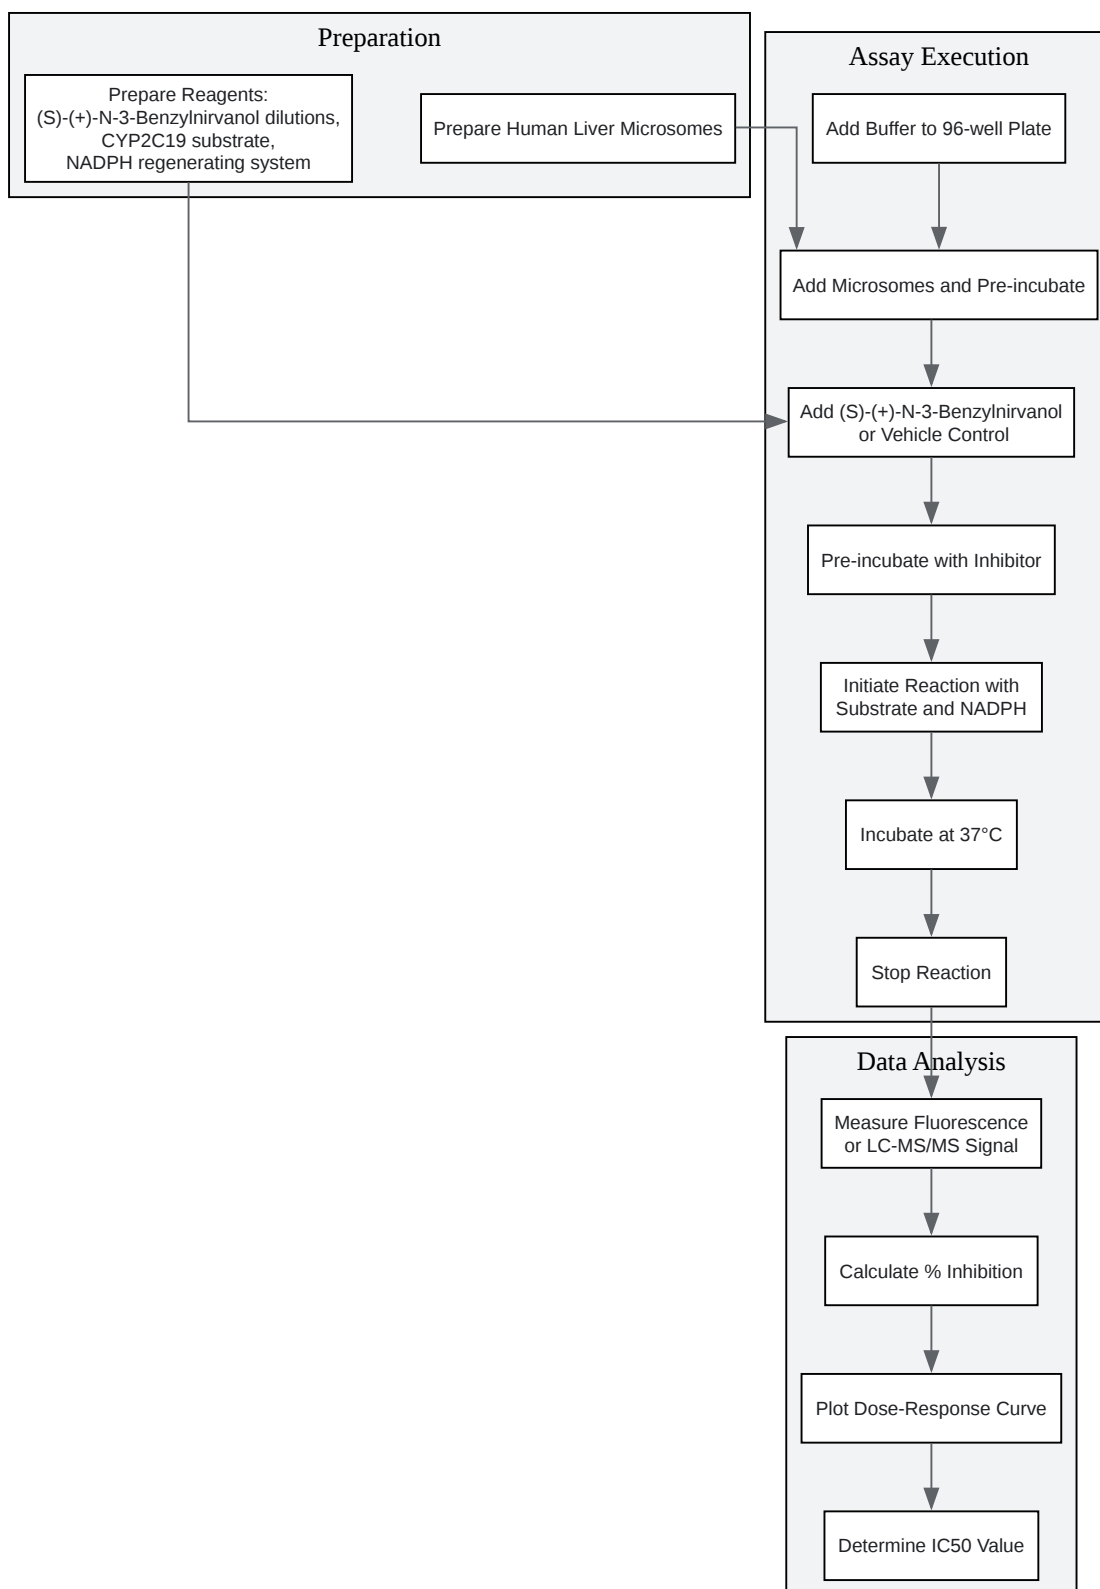 Preparation
Prepare Reagents:
(S)-(+)-N-3-Benzylnirvanol dilutions,
CYP2C19 substrate,
NADPH regenerating system
Prepare Human Liver Microsomes
Assay Execution
Add Buffer to 96-well Plate
Add Microsomes and Pre-incubate
Add (S)-(+)-N-3-Benzylnirvanol
or Vehicle Control
Pre-incubate with Inhibitor
Initiate Reaction with
Substrate and NADPH
Incubate at 37°C
Stop Reaction
Data Analysis
Measure Fluorescence
or LC-MS/MS Signal
Calculate % Inhibition
Plot Dose-Response Curve
Determine IC50 Value